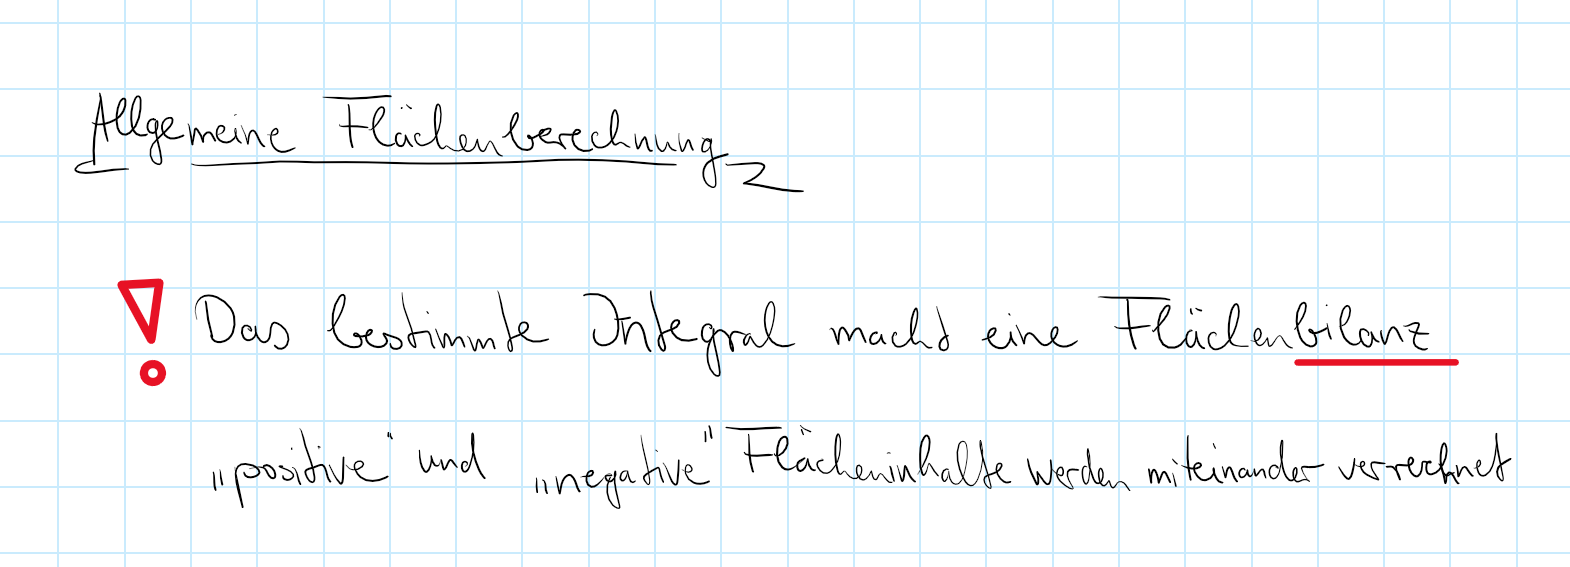 Allgemeine Flächenberechnung
! Das bestimmte Integral macht eine Flächenbilanz
„positive" und „negative" Flächeninhalte werden miteinander verrechnet